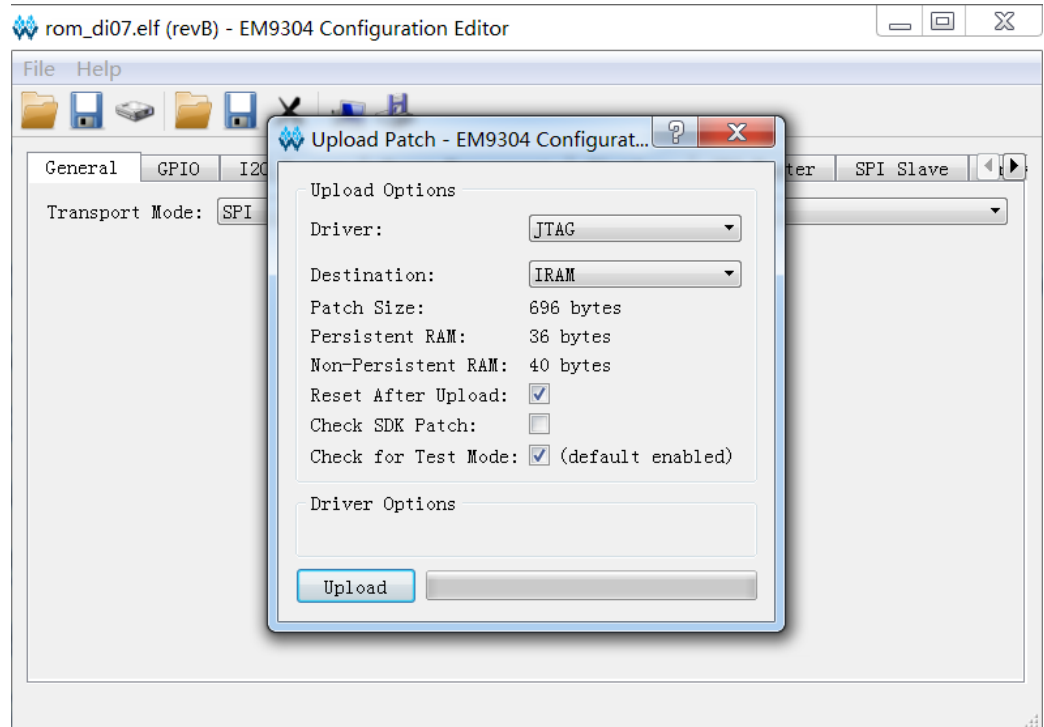 rom_di07.elf (revB) - EM9304 Configuration Editor
File Help
Upload Patch - EM9304 Configurat...
General GPIO SPI Slave
Transport Mode: SPI
Upload Options
Driver: JTAG
Destination: IRAM
Patch Size: 696 bytes
Persistent RAM: 36 bytes
Non-Persistent RAM: 40 bytes
Reset After Upload:
Check SDK Patch:
Check for Test Mode: (default enabled)
Driver Options
Upload